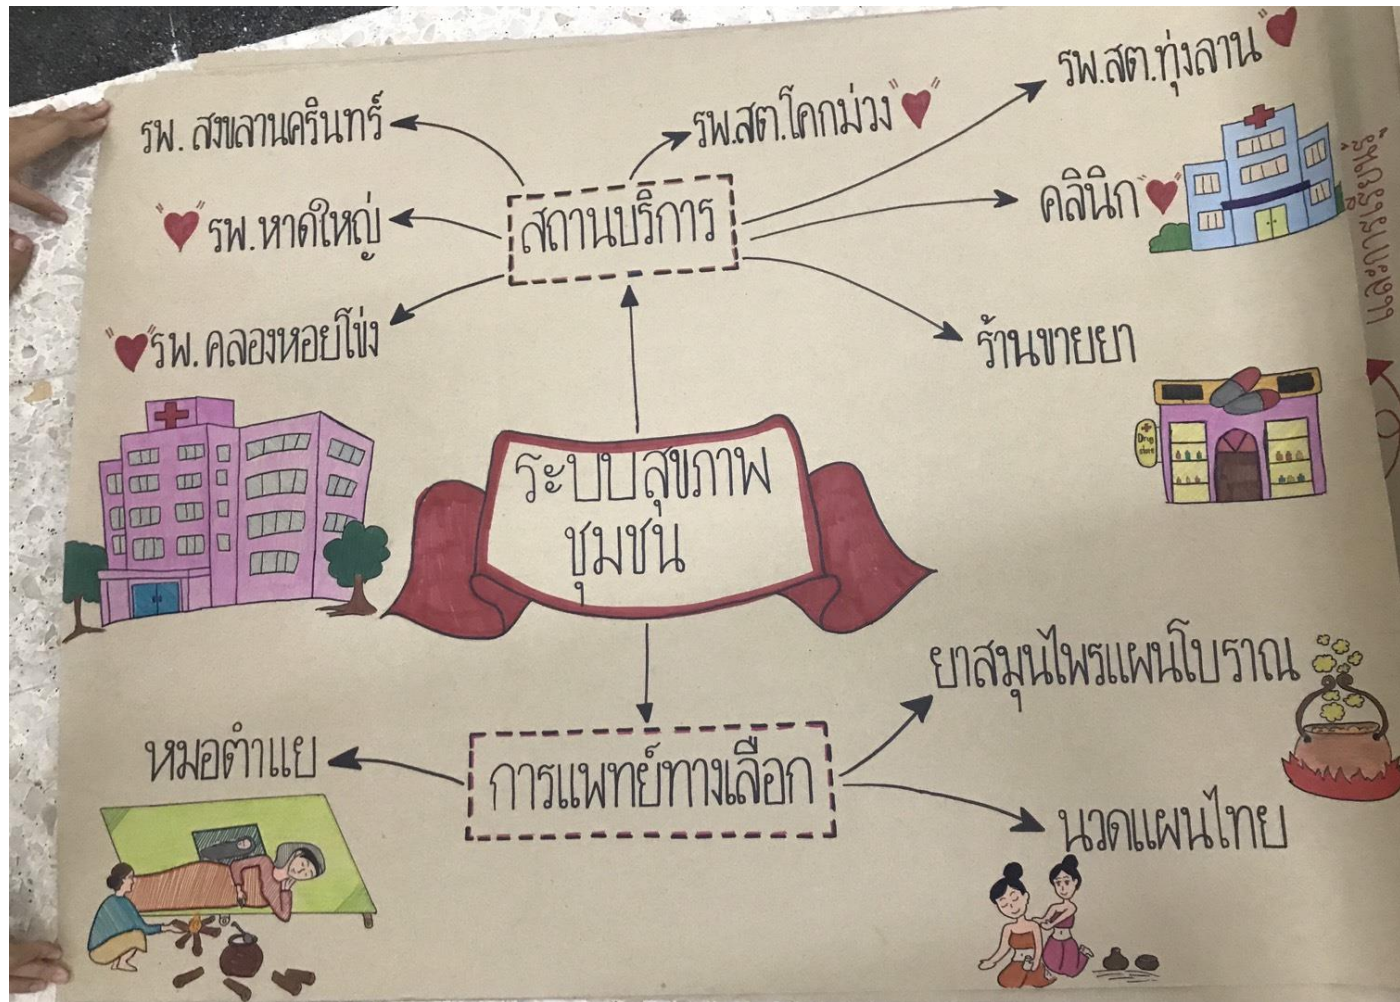 รพ. สงขลานครินทร์
รพ.สต.โคกม่วง
รพ.สต.ทุ่งลาน
รพ.หาดใหญ่
สถานบริการ
คลินิก
รพ. คลองหอยโข่ง
ร้านขายยา
Drug store
ระบบสุขภาพ
ชุมชน
ยาสมุนไพรแผนโบราณ
หมอตำแย
การแพทย์ทางเลือก
นวดแผนไทย